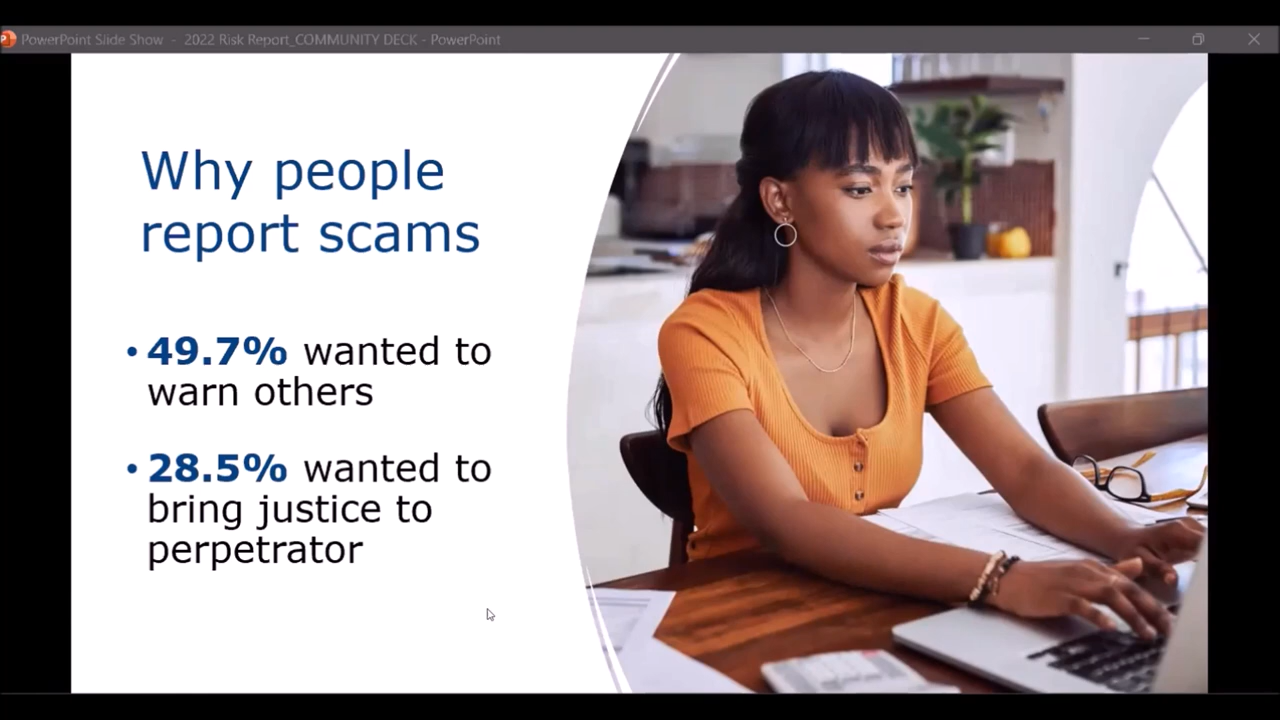 PowerPoint Slide Show - 2022 Risk Report_COMMUNITY DECK - PowerPoint
Why people
report scams
• 49.7% wanted to
warn others
• 28.5% wanted to
bring justice to
perpetrator